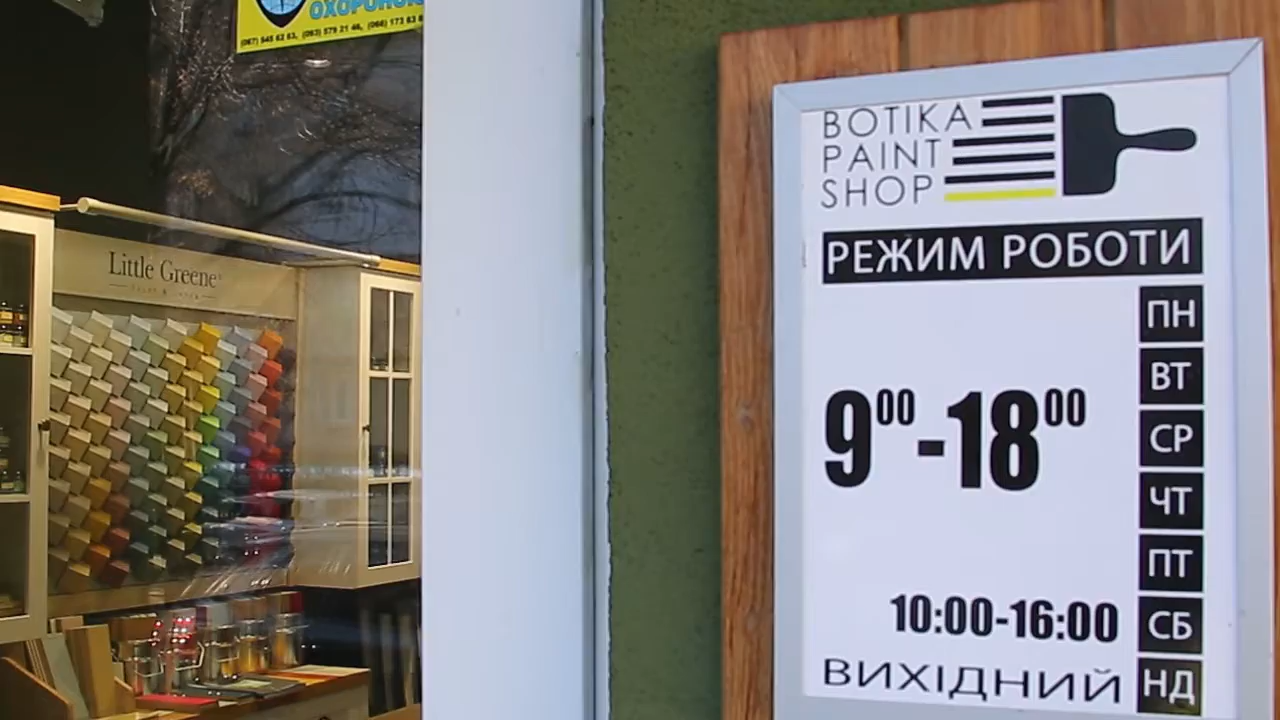 ОХОРОНОЮ
BOTIKA
PAINT
SHOP
РЕЖИМ РОБОТИ
ПН
ВТ
9⁰⁰-18⁰⁰
СР
ЧТ
ПТ
10:00-16:00 СБ
ВИХІДНИЙ НД
Little Greene